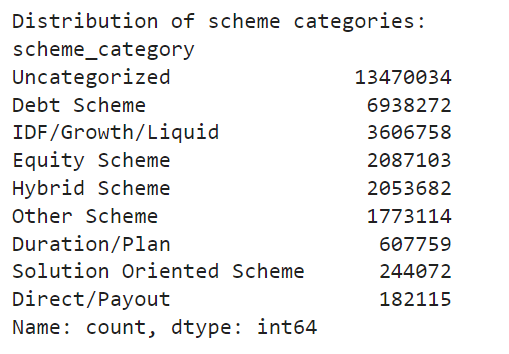 Distribution of scheme categories:
scheme_category
Uncategorized 13470034
Debt Scheme 6938272
IDF/Growth/Liquid 3606758
Equity Scheme 2087103
Hybrid Scheme 2053682
Other Scheme 1773114
Duration/Plan 607759
Solution Oriented Scheme 244072
Direct/Payout 182115
Name: count, dtype: int64